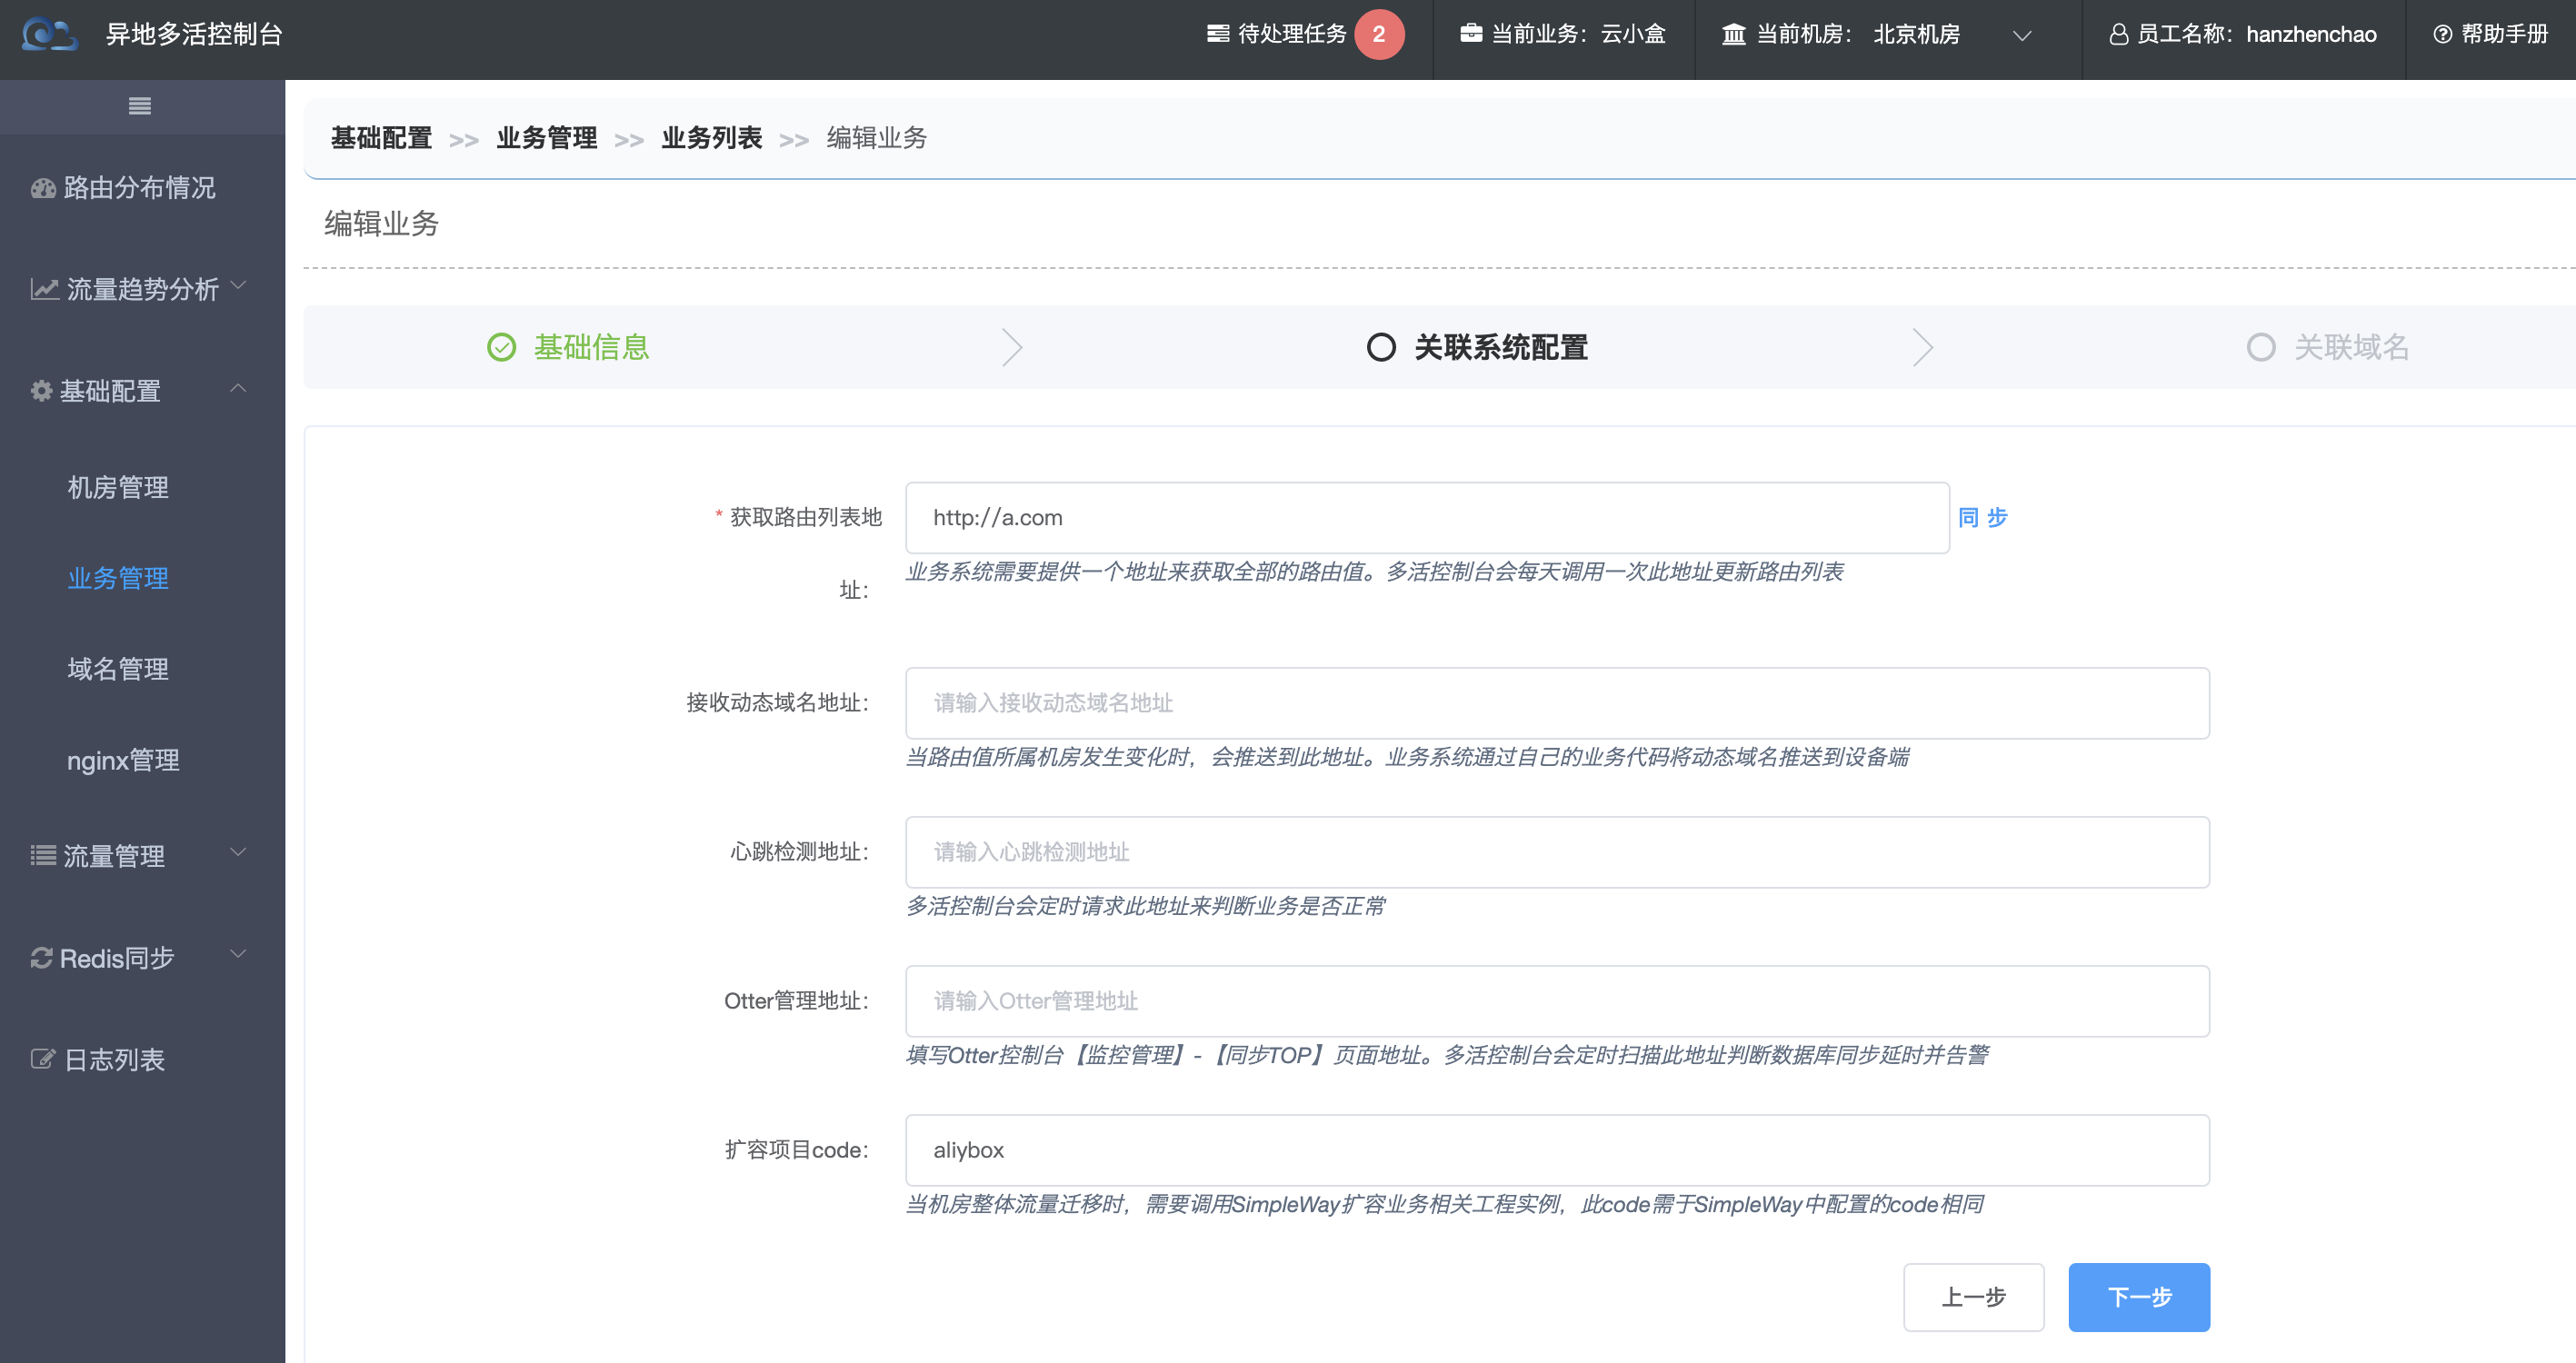 异地多活控制台
待处理任务 2
当前业务：云小盒
当前机房： 北京机房
员工名称：hanzhenchao
帮助手册
路由分布情况
流量趋势分析
基础配置
机房管理
业务管理
域名管理
nginx管理
流量管理
Redis同步
日志列表
基础配置 >> 业务管理 >> 业务列表 >> 编辑业务
编辑业务
基础信息
关联系统配置
关联域名
* 获取路由列表地
址：
http://a.com
同 步
业务系统需要提供一个地址来获取全部的路由值。多活控制台会每天调用一次此地址更新路由列表
接收动态域名地址：
请输入接收动态域名地址
当路由值所属机房发生变化时，会推送到此地址。业务系统通过自己的业务代码将动态域名推送到设备端
心跳检测地址：
请输入心跳检测地址
多活控制台会定时请求此地址来判断业务是否正常
Otter管理地址：
请输入Otter管理地址
填写Otter控制台【监控管理】-【同步TOP】页面地址。多活控制台会定时扫描此地址判断数据库同步延时并告警
扩容项目code：
aliybox
当机房整体流量迁移时，需要调用SimpleWay扩容业务相关工程实例，此code需于SimpleWay中配置的code相同
上一步
下一步